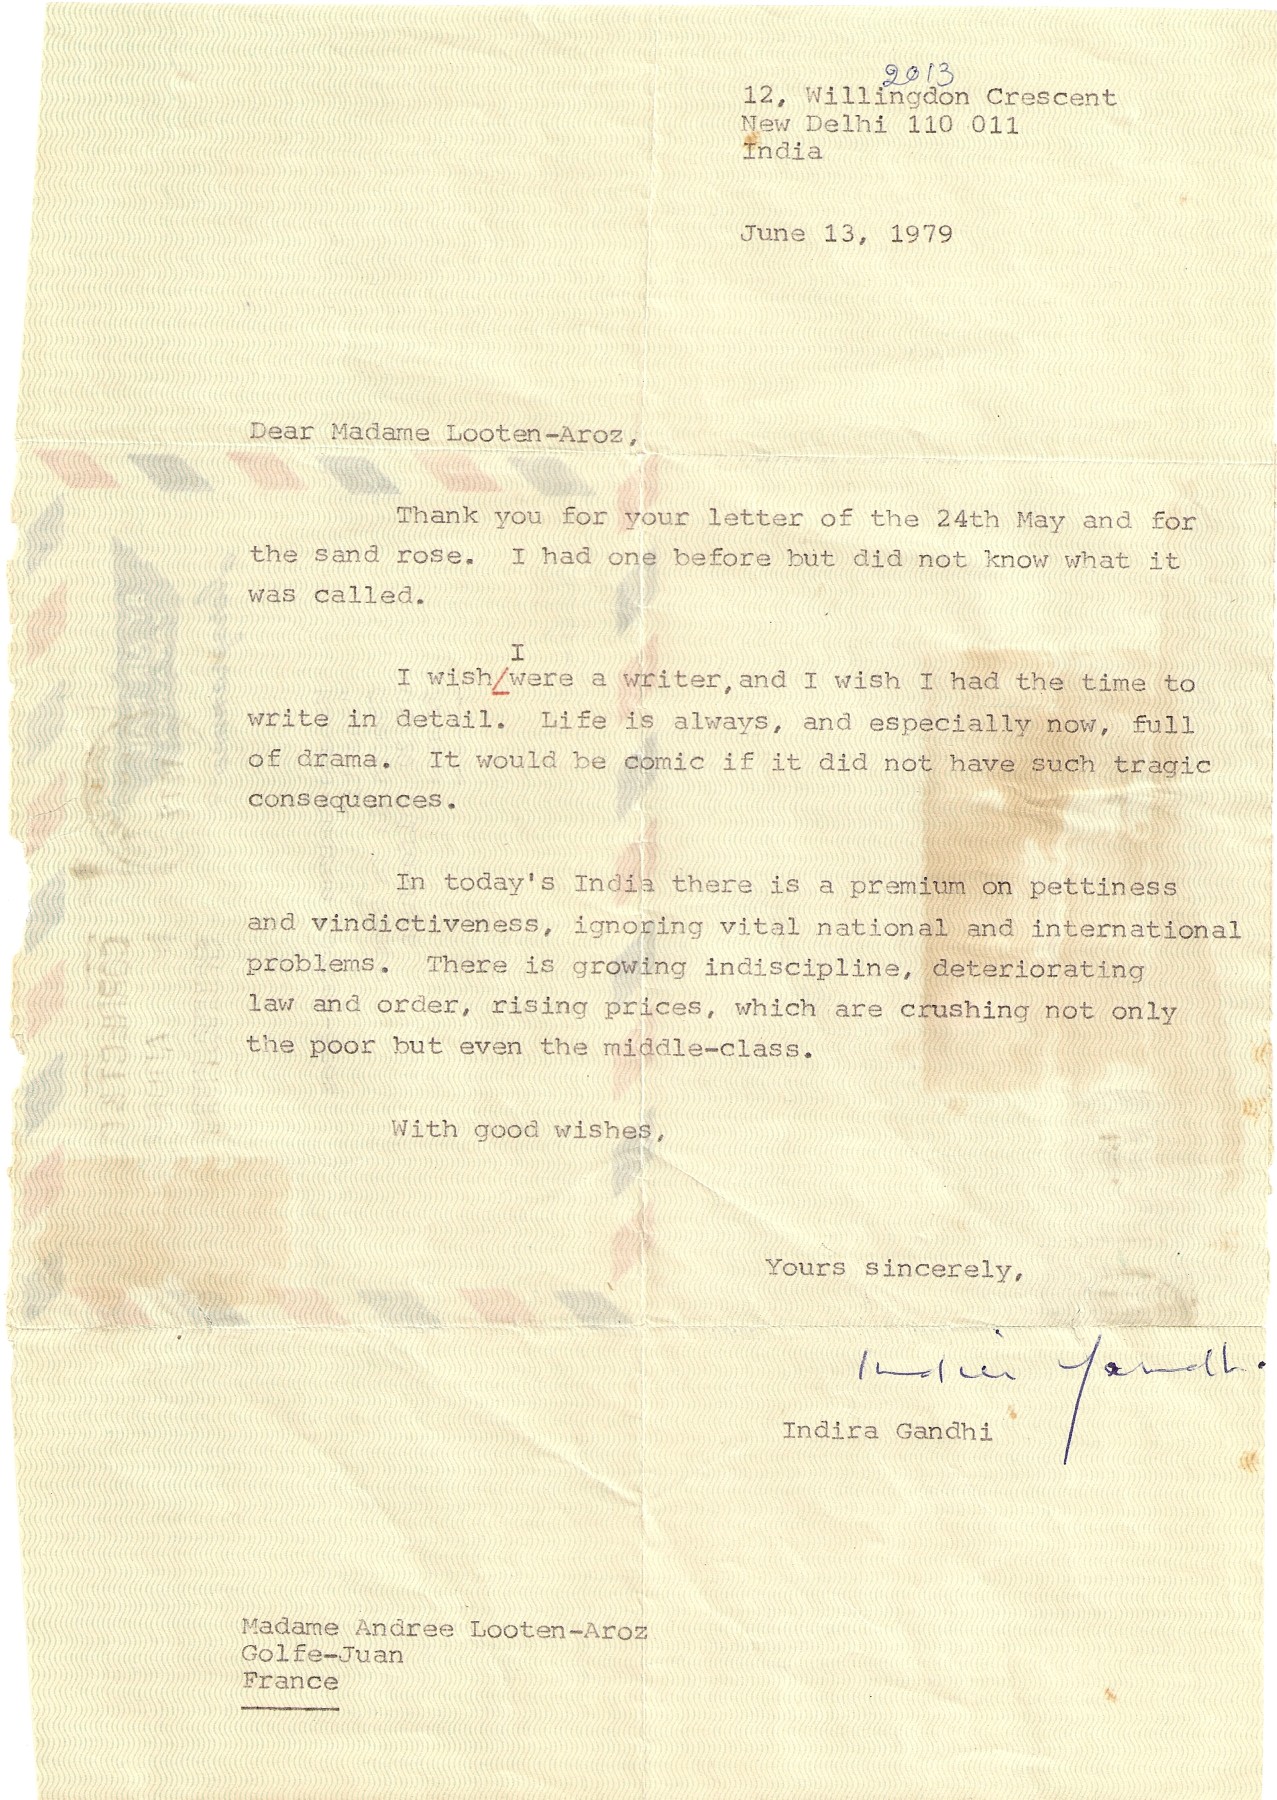 2013
12, Willingdon Crescent
New Delhi 110 011
India
June 13, 1979
Dear Madame Looten-Aroz,
Thank you for your letter of the 24th May and for
the sand rose. I had one before but did not know what it
was called.
I
I wish/were a writer,and I wish I had the time to
write in detail. Life is always, and especially now, full
of drama. It would be comic if it did not have such tragic
consequences.
In today's India there is a premium on pettiness
and vindictiveness, ignoring vital national and international
problems. There is growing indiscipline, deteriorating
law and order, rising prices, which are crushing not only
the poor but even the middle-class.
With good wishes,
Yours sincerely,
Indira Gandhi
Indira Gandhi
Madame Andree Looten-Aroz
Golfe-Juan
France